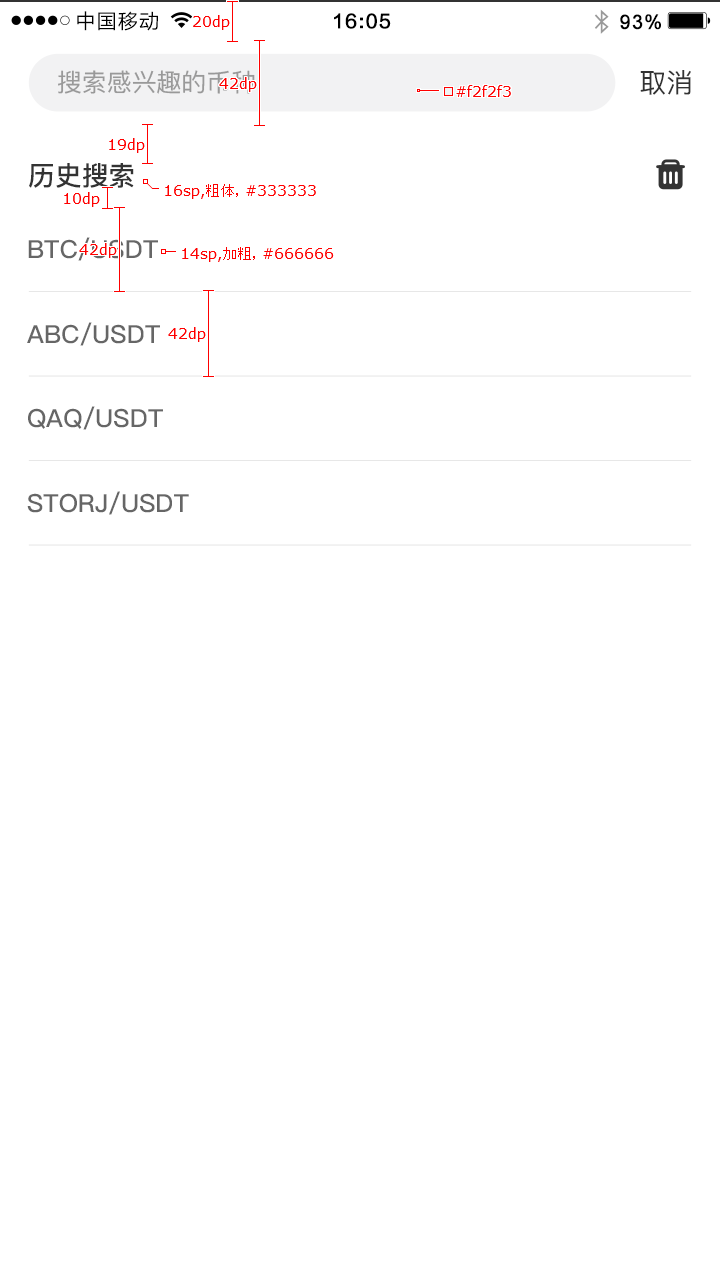 中国移动 20dp 16:05 93%
搜索感兴趣的币种 42dp #f2f2f3 取消
19dp
历史搜索 16sp,粗体, #333333
10dp
BTC/USDT 42dp 14sp,加粗, #666666
ABC/USDT 42dp
QAQ/USDT
STORJ/USDT